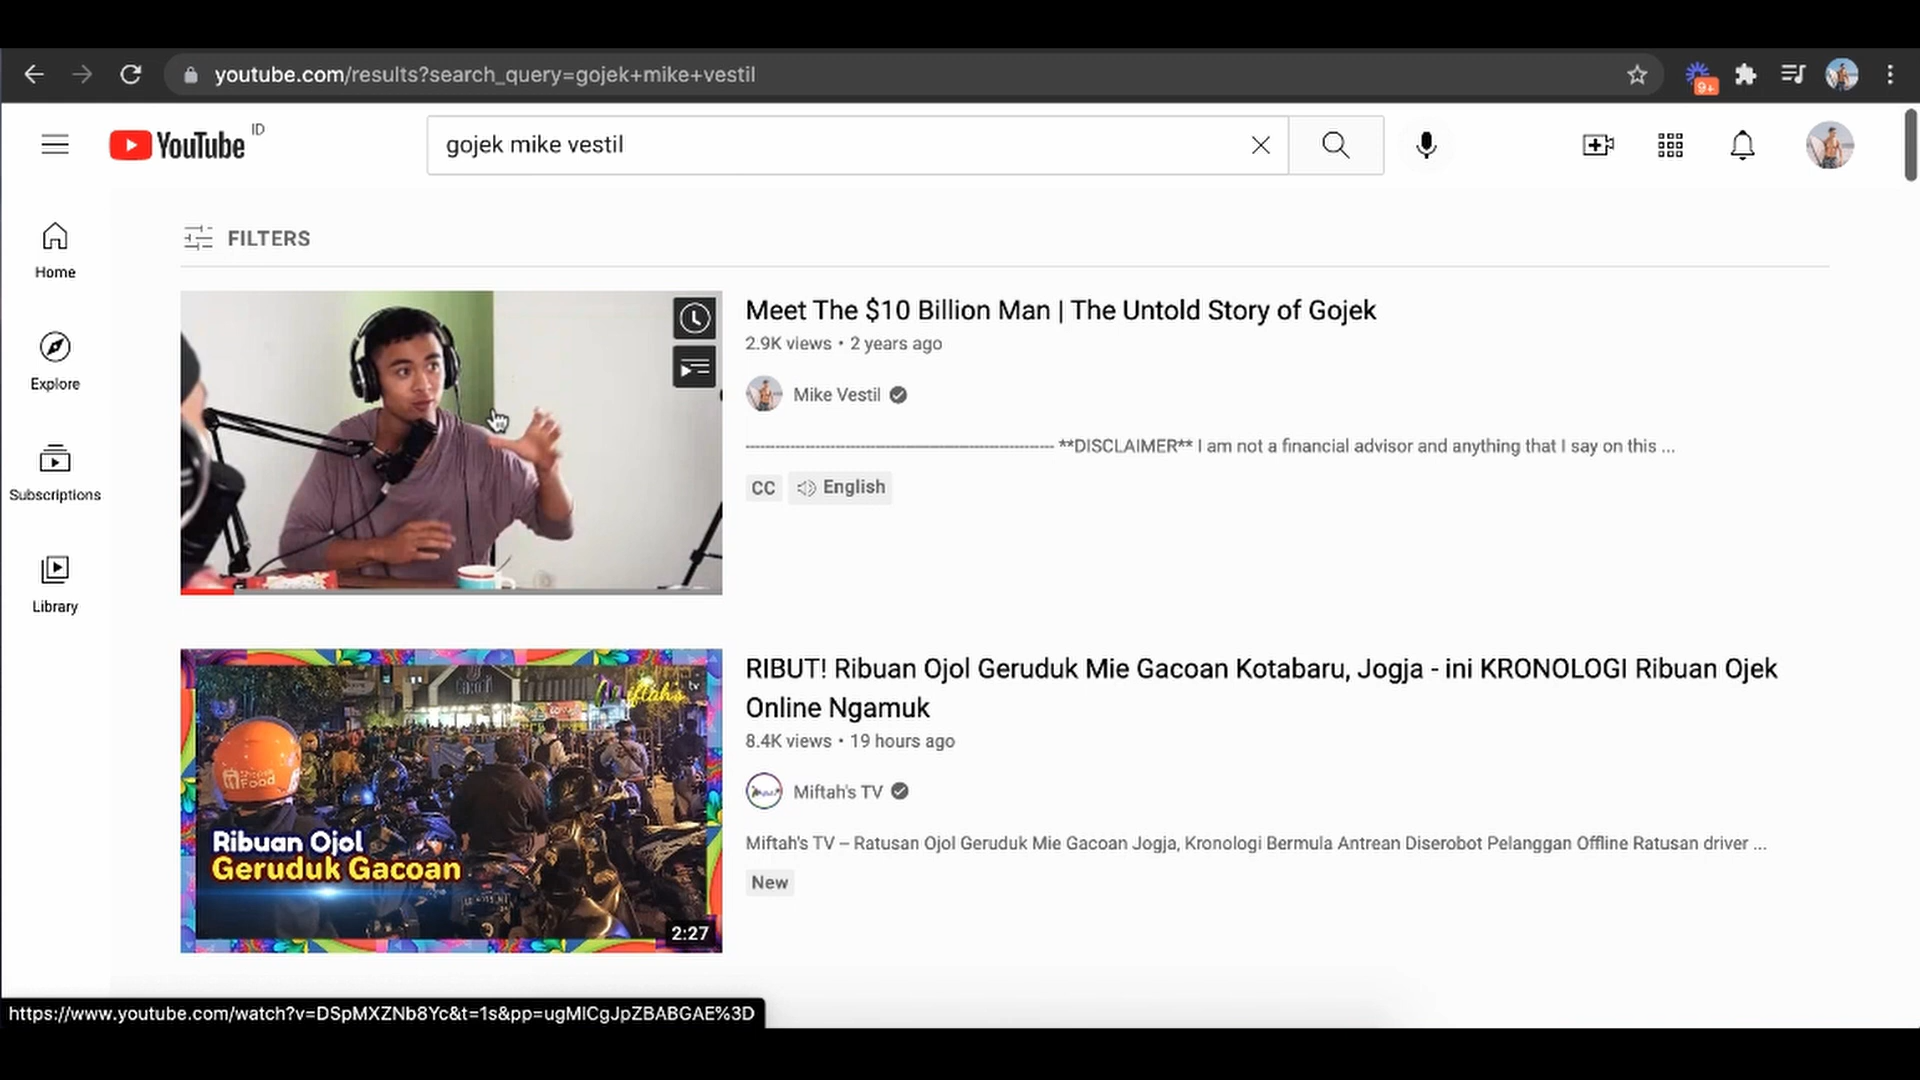 youtube.com/results?search_query=gojek+mike+vestil
9+
YouTube ID
gojek mike vestil
Home
Explore
Subscriptions
Library
FILTERS
Meet The $10 Billion Man | The Untold Story of Gojek
2.9K views • 2 years ago
Mike Vestil
------------------------------------------------------------- **DISCLAIMER** I am not a financial advisor and anything that I say on this ...
CC English
Miftah's tv
Food
Ribuan Ojol
Geruduk Gacoan
2:27
RIBUT! Ribuan Ojol Geruduk Mie Gacoan Kotabaru, Jogja - ini KRONOLOGI Ribuan Ojek
Online Ngamuk
8.4K views • 19 hours ago
Miftah's TV
Miftah's TV – Ratusan Ojol Geruduk Mie Gacoan Jogja, Kronologi Bermula Antrean Diserobot Pelanggan Offline Ratusan driver ...
New
https://www.youtube.com/watch?v=DSpMXZNb8Yc&t=1s&pp=ugMICgJpZBABGAE%3D